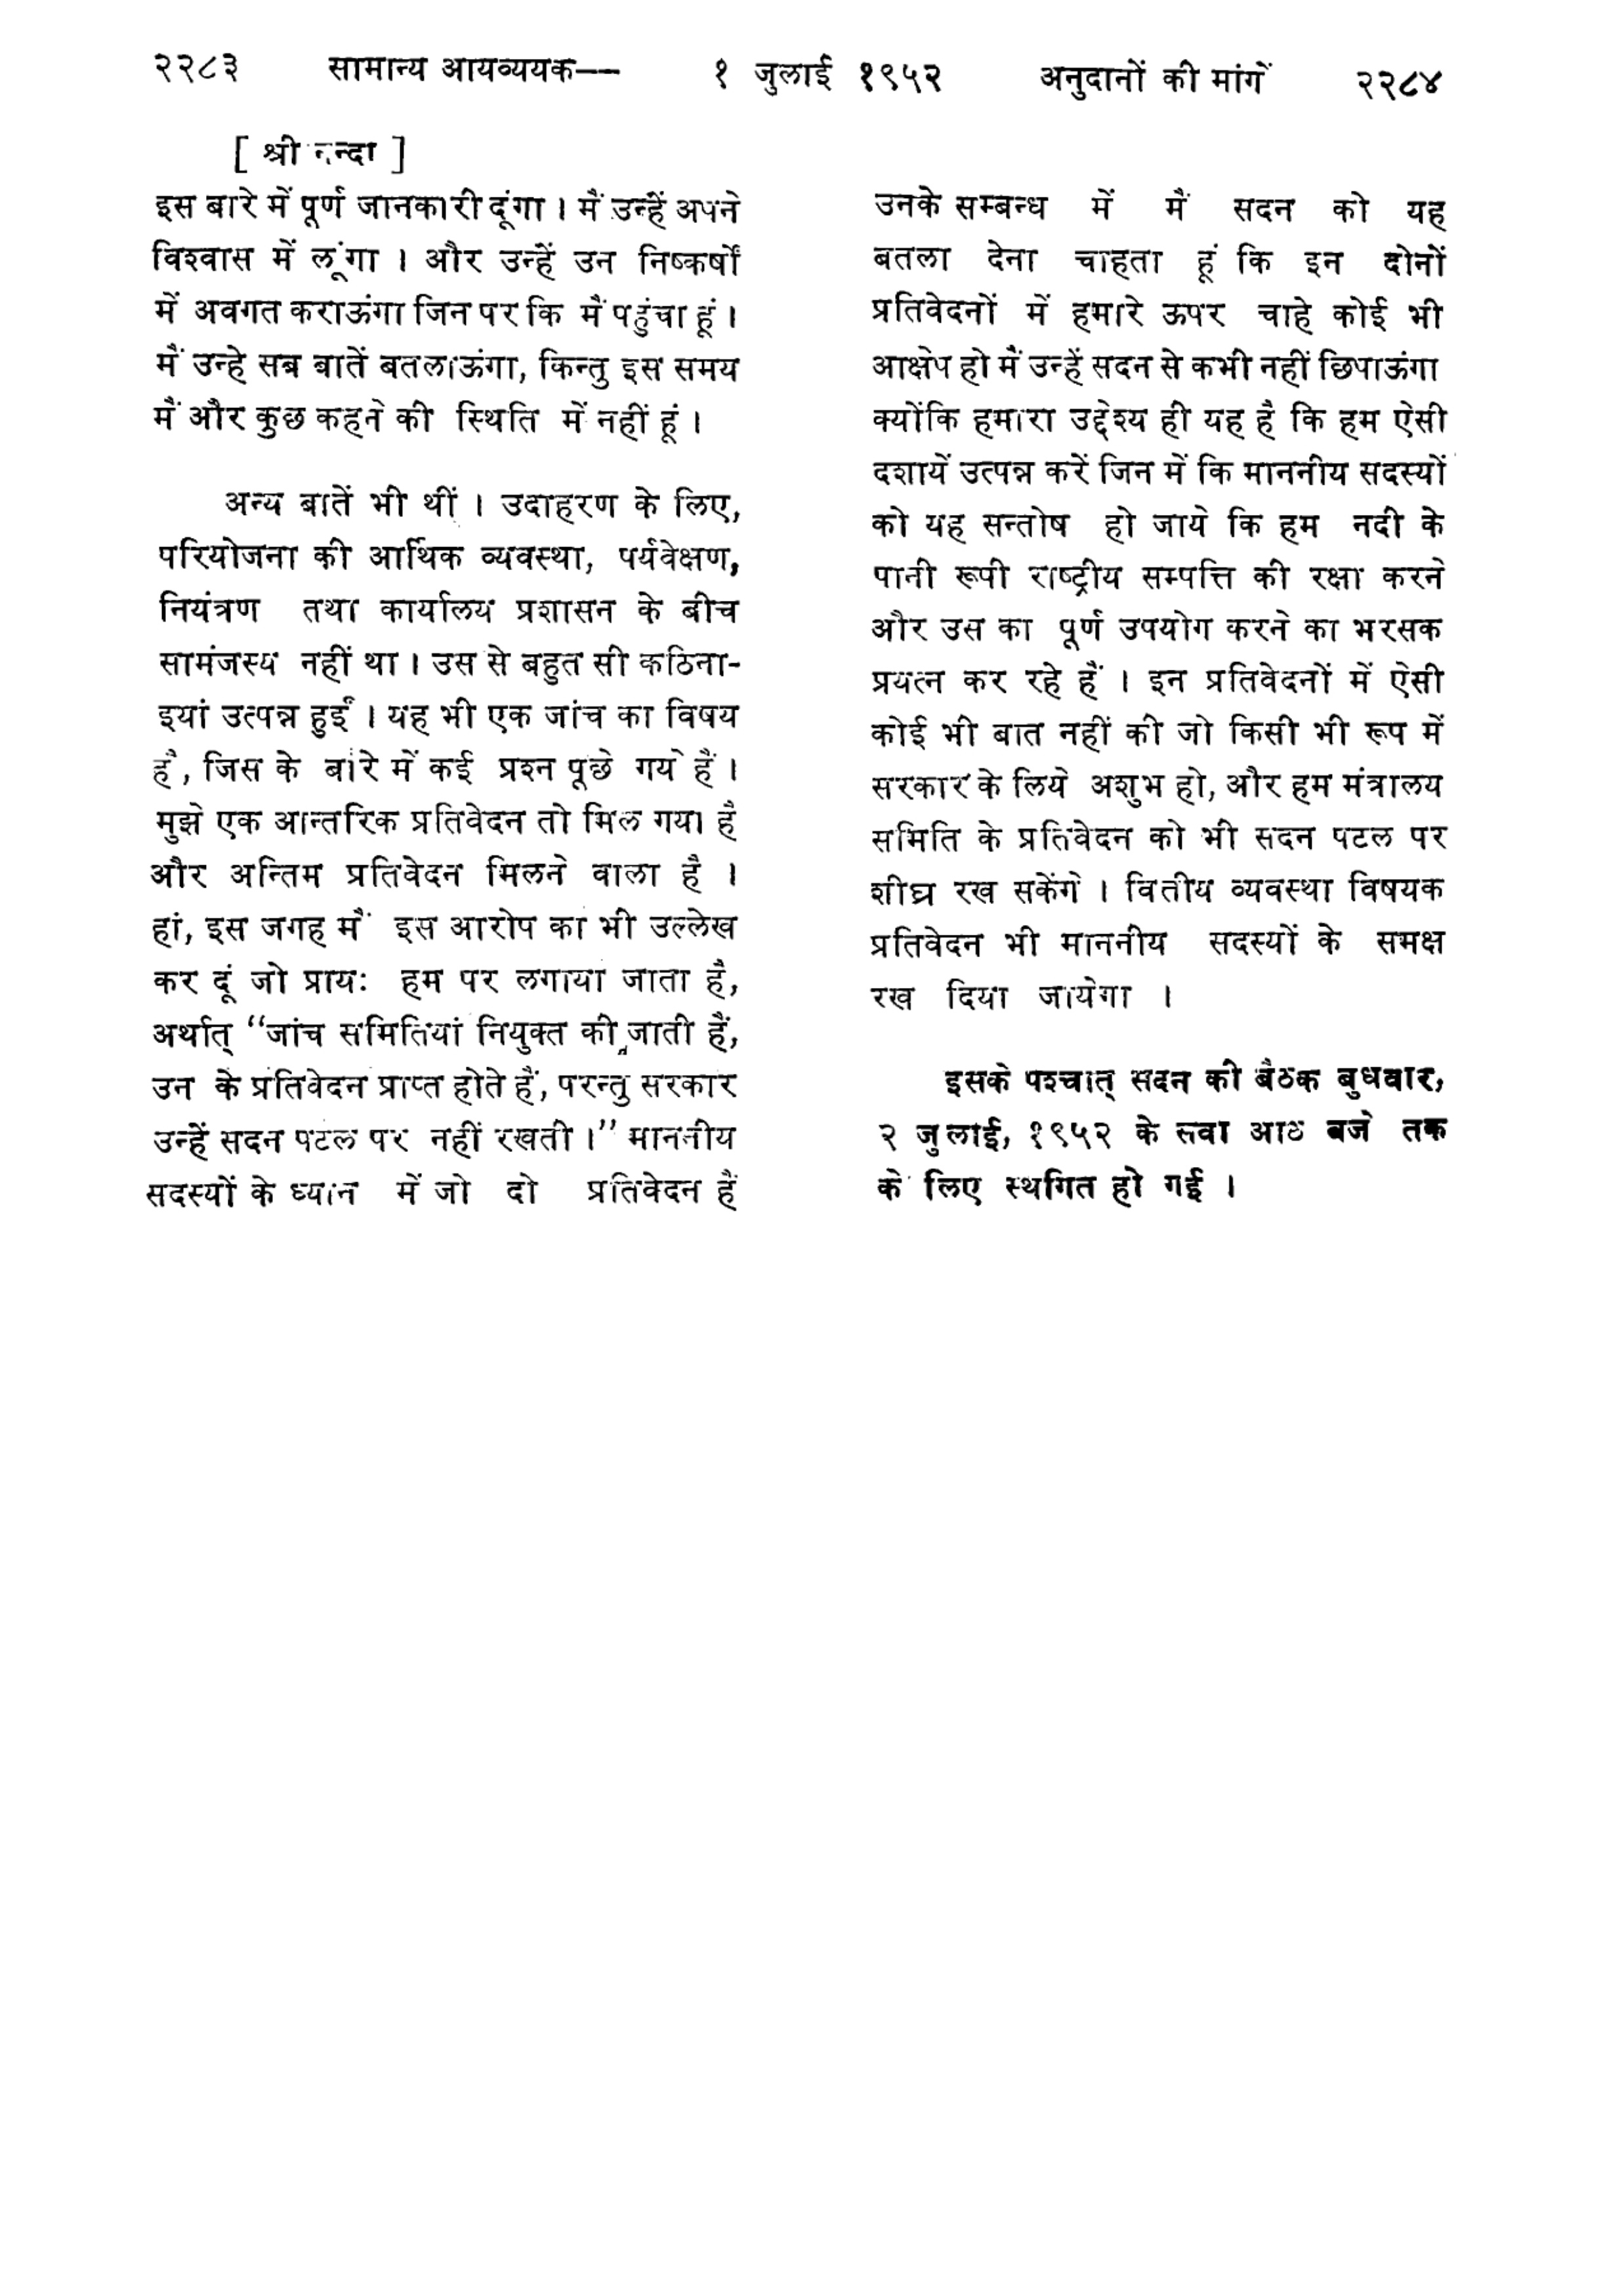 २२८३ सामान्य आयव्ययक—— १ जुलाई १९५२ अनुदानों की मांगें २२८४
[ श्री नन्दा ]
इस बारे में पूर्ण जानकारी दूंगा । मैं उन्हें अपने
विश्वास में लूंगा । और उन्हें उन निष्कर्षों
में अवगत कराऊंगा जिन पर कि मैं पहुंचा हूं ।
मैं उन्हे सब बातें बतलाऊंगा, किन्तु इस समय
मैं और कुछ कहने की स्थिति में नहीं हूं ।
अन्य बातें भी थीं । उदाहरण के लिए,
परियोजना की आर्थिक व्यवस्था, पर्यवेक्षण,
नियंत्रण तथा कार्यालय प्रशासन के बीच
सामंजस्य नहीं था । उस से बहुत सी कठिना-
इयां उत्पन्न हुईं । यह भी एक जांच का विषय
है, जिस के बारे में कई प्रश्न पूछे गये हैं ।
मुझे एक आन्तरिक प्रतिवेदन तो मिल गया है
और अन्तिम प्रतिवेदन मिलने वाला है ।
हां, इस जगह मैं इस आरोप का भी उल्लेख
कर दूं जो प्रायः हम पर लगाया जाता है,
अर्थात् “जांच समितियां नियुक्त की जाती हैं,
उन के प्रतिवेदन प्राप्त होते हैं, परन्तु सरकार
उन्हें सदन पटल पर नहीं रखती ।” माननीय
सदस्यों के ध्यान में जो दो प्रतिवेदन हैं
उनके सम्बन्ध में मैं सदन को यह
बतला देना चाहता हूं कि इन दोनों
प्रतिवेदनों में हमारे ऊपर चाहे कोई भी
आक्षेप हो मैं उन्हें सदन से कभी नहीं छिपाऊंगा
क्योंकि हमारा उद्देश्य ही यह है कि हम ऐसी
दशायें उत्पन्न करें जिन में कि माननीय सदस्यों
को यह सन्तोष हो जाये कि हम नदी के
पानी रूपी राष्ट्रीय सम्पत्ति की रक्षा करने
और उस का पूर्ण उपयोग करने का भरसक
प्रयत्न कर रहे हैं । इन प्रतिवेदनों में ऐसी
कोई भी बात नहीं की जो किसी भी रूप में
सरकार के लिये अशुभ हो, और हम मंत्रालय
समिति के प्रतिवेदन को भी सदन पटल पर
शीघ्र रख सकेंगे । वितीय व्यवस्था विषयक
प्रतिवेदन भी माननीय सदस्यों के समक्ष
रख दिया जायेगा ।
इसके पश्चात् सदन की बैठक बुधवार,
२ जुलाई, १९५२ के सवा आठ बजे तक
के लिए स्थगित हो गई ।